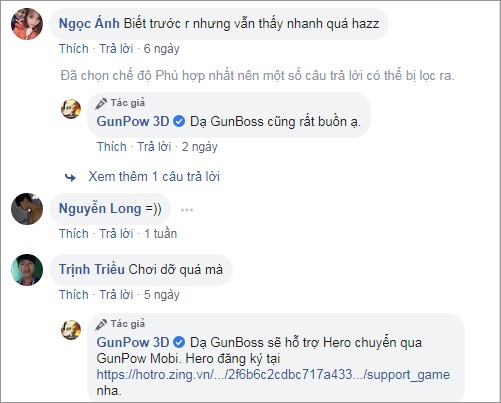 Ngọc Ánh Biết trước r nhưng vẫn thấy nhanh quá hazz
Thích · Trả lời · 6 ngày
Đã chọn chế độ Phù hợp nhất nên một số câu trả lời có thể bị lọc ra.
Tác giả
GunPow 3D Dạ GunBoss cũng rất buồn ạ.
Thích · Trả lời · 2 ngày
Xem thêm 1 câu trả lời
Nguyễn Long =))
Thích · Trả lời · 1 tuần
Trịnh Triều Chơi dỡ quá mà
Thích · Trả lời · 5 ngày
Tác giả
GunPow 3D Dạ GunBoss sẽ hỗ trợ Hero chuyển qua
GunPow Mobi. Hero đăng ký tại
https://hotro.zing.vn/.../2f6b6c2cdbc717a433.../support_game
nha.